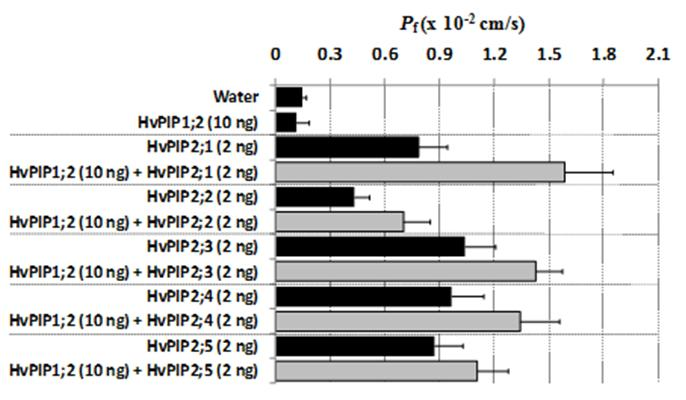 Pf (x 10-2 cm/s)
0 0.3 0.6 0.9 1.2 1.5 1.8 2.1
Water
HvPIP1;2 (10 ng)
HvPIP2;1 (2 ng)
HvPIP1;2 (10 ng) + HvPIP2;1 (2 ng)
HvPIP2;2 (2 ng)
HvPIP1;2 (10 ng) + HvPIP2;2 (2 ng)
HvPIP2;3 (2 ng)
HvPIP1;2 (10 ng) + HvPIP2;3 (2 ng)
HvPIP2;4 (2 ng)
HvPIP1;2 (10 ng) + HvPIP2;4 (2 ng)
HvPIP2;5 (2 ng)
HvPIP1;2 (10 ng) + HvPIP2;5 (2 ng)